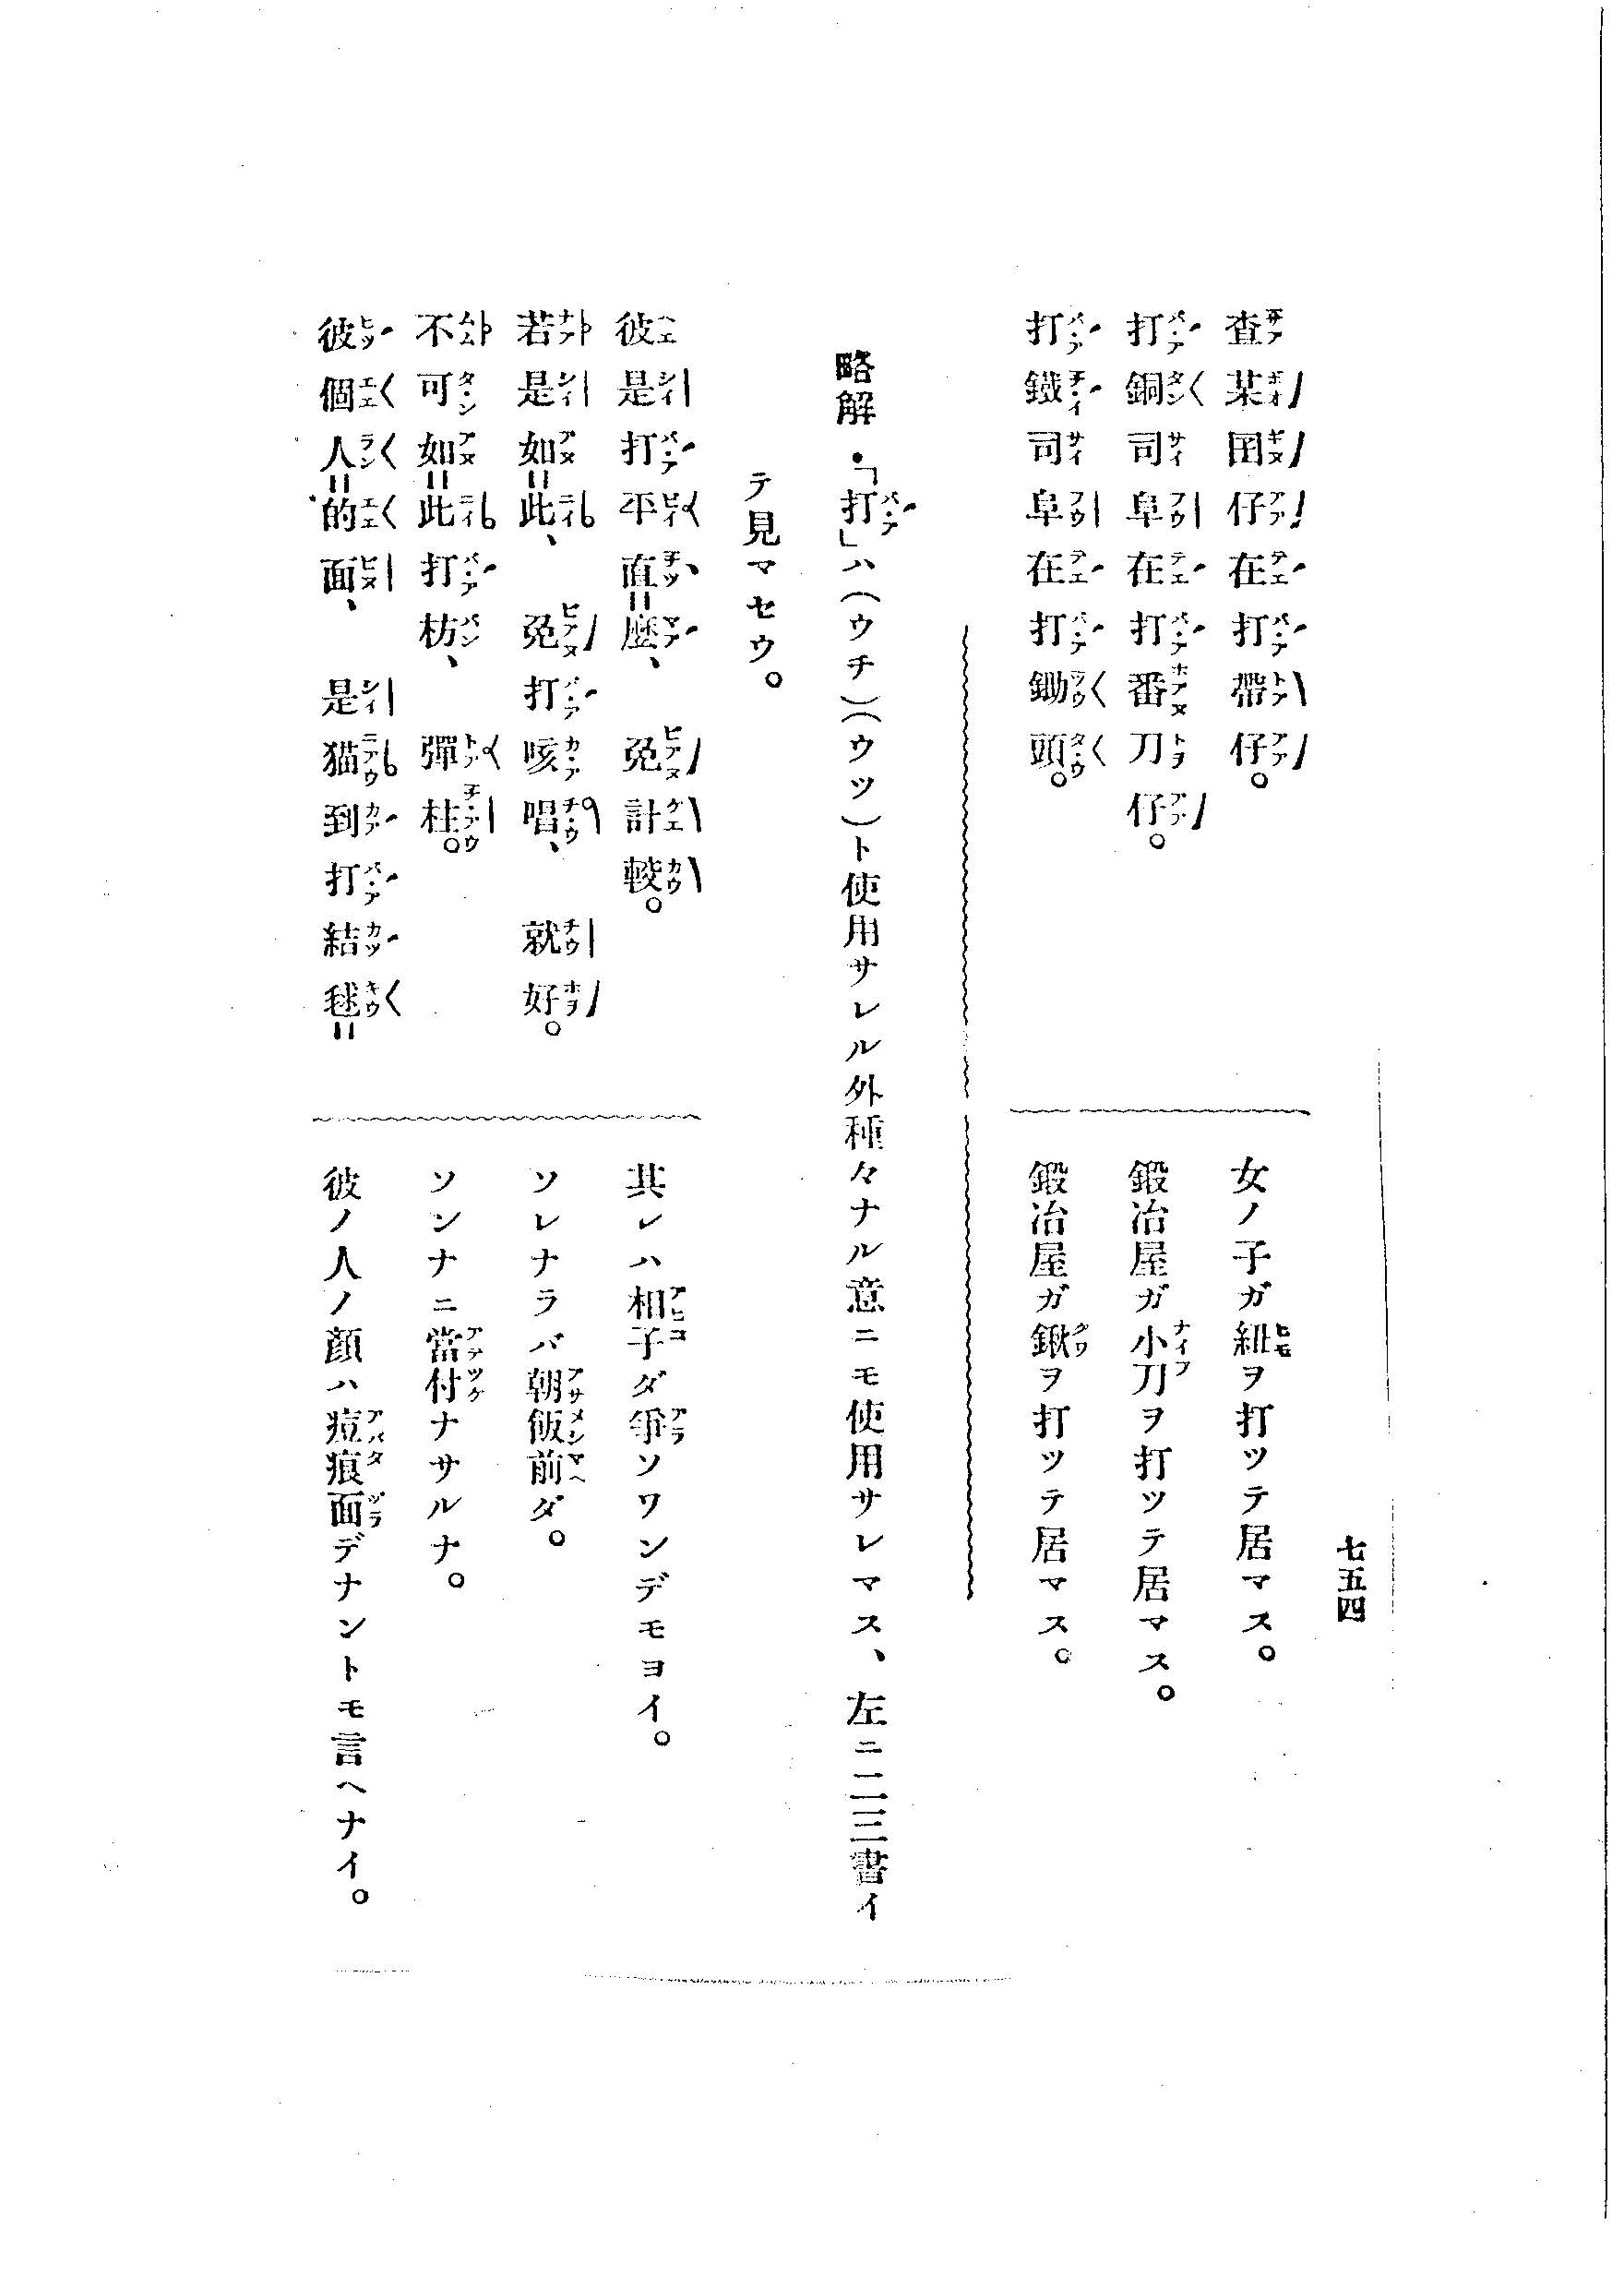 七五四
査某囝仔在打帶仔。
女ノ子ガ紐ヲ打ツテ居マス。
打銅司阜在打番刀仔。
鍛冶屋ガ小刀ヲ打ツテ居マス。
打鐵司阜在打鋤頭。
鍛冶屋ガ鍬ヲ打ツテ居マス。
略解・「打」ハ(ウチ)(ウツ)ト使用サレル外種々ナル意ニモ使用サレマス、左ニ二三書イ
テ見マセウ。
彼是打平直麽、免計較。
其レハ相子ダ爭ソワンデモヨイ。
若是如此、免打咳唱、就好。
ソレナラバ朝飯前ダ。
不可如此打枋、彈柱。
ソンナニ當付ナサルナ。
彼個人的面、是猫到打結毬
彼ノ人ノ顔ハ痘痕面デナントモ言ヘナイ。